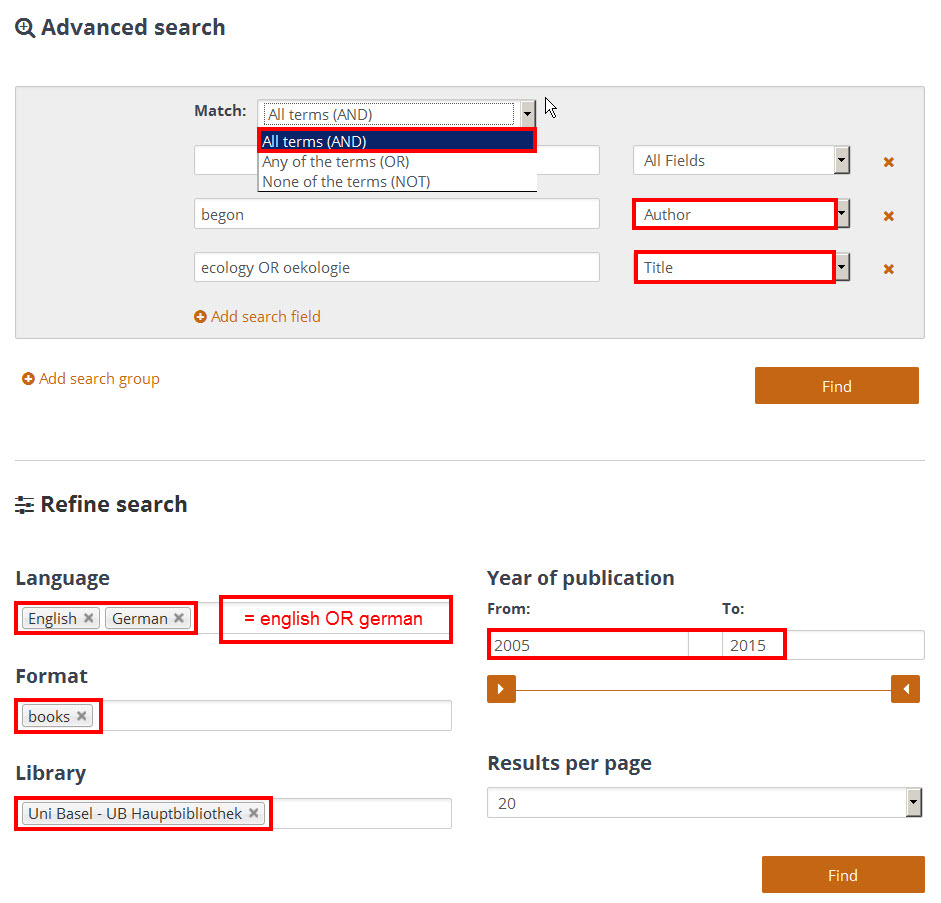 Advanced search
Match: All terms (AND)
All terms (AND)
Any of the terms (OR)
None of the terms (NOT)
All Fields
begon Author
ecology OR oekologie Title
Add search field
Add search group
Find
Refine search
Language
English German = english OR german
Format
books
Library
Uni Basel - UB Hauptbibliothek
Year of publication
From: To:
2005 2015
Results per page
20
Find